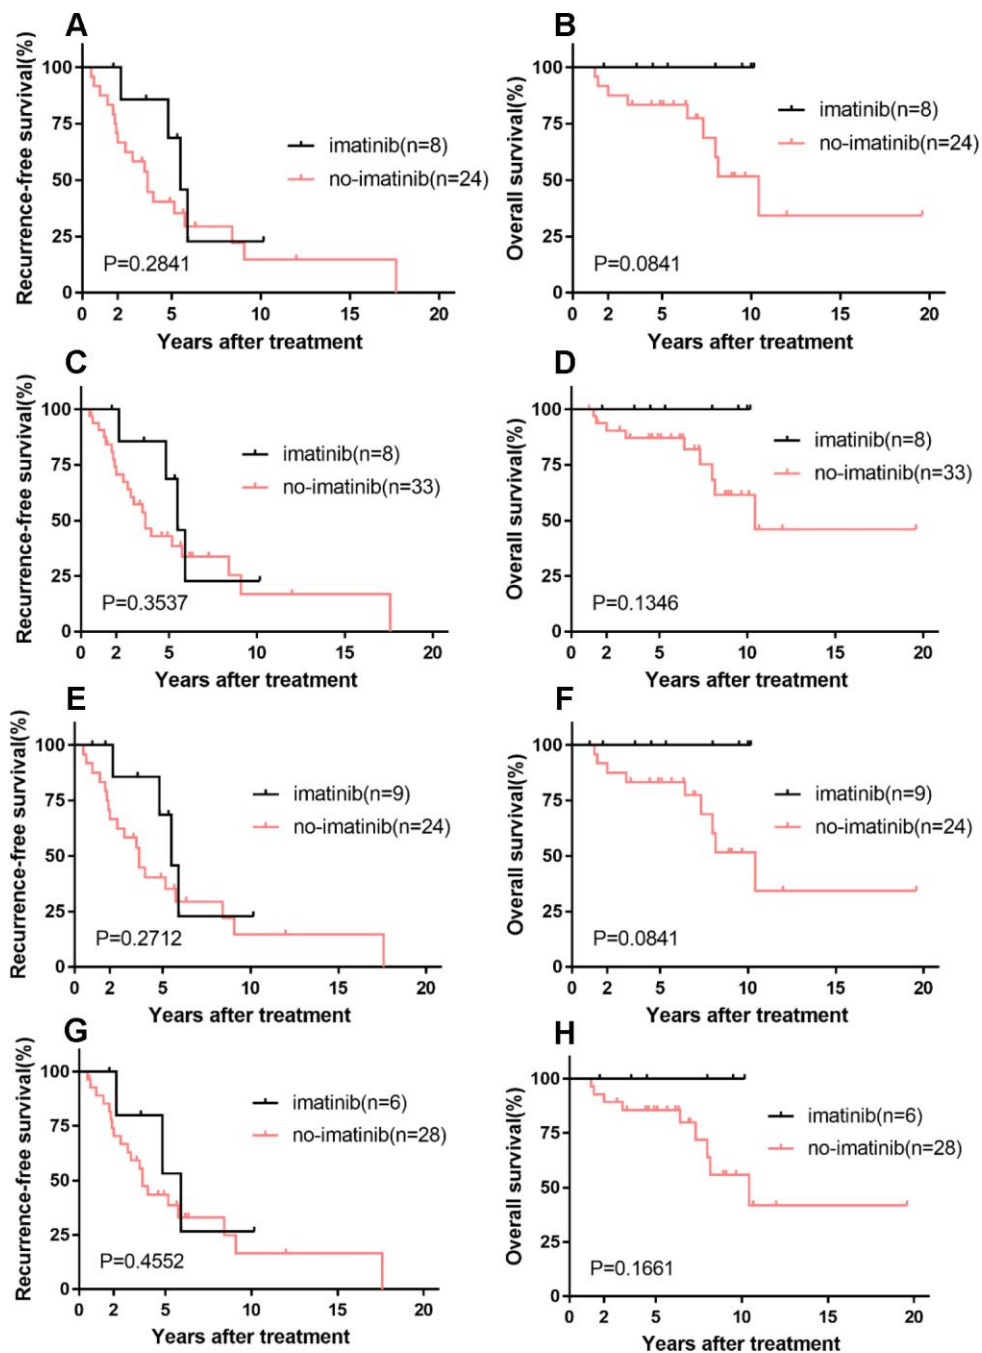 A
Recurrence-free survival(%)
100
75
50
25
0
imatinib(n=8)
no-imatinib(n=24)
P=0.2841
0 2 5 10 15 20
Years after treatment
B
Overall survival(%)
100
75
50
25
0
imatinib(n=8)
no-imatinib(n=24)
P=0.0841
0 2 5 10 15 20
Years after treatment
C
Recurrence-free survival(%)
100
75
50
25
0
imatinib(n=8)
no-imatinib(n=33)
P=0.3537
0 2 5 10 15 20
Years after treatment
D
Overall survival(%)
100
75
50
25
0
imatinib(n=8)
no-imatinib(n=33)
P=0.1346
0 2 5 10 15 20
Years after treatment
E
Recurrence-free survival(%)
100
75
50
25
0
imatinib(n=9)
no-imatinib(n=24)
P=0.2712
0 2 5 10 15 20
Years after treatment
F
Overall survival(%)
100
75
50
25
0
imatinib(n=9)
no-imatinib(n=24)
P=0.0841
0 2 5 10 15 20
Years after treatment
G
Recurrence-free survival(%)
100
75
50
25
0
imatinib(n=6)
no-imatinib(n=28)
P=0.4552
0 2 5 10 15 20
Years after treatment
H
Overall survival(%)
100
75
50
25
0
imatinib(n=6)
no-imatinib(n=28)
P=0.1661
0 2 5 10 15 20
Years after treatment